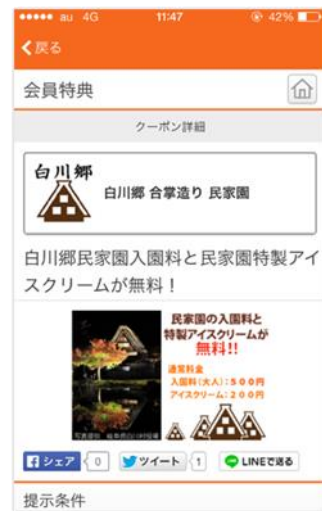 au 4G 11:47 42%
戻る
会員特典
クーポン詳細
白川郷
白川郷 合掌造り 民家園
白川郷民家園入園料と民家園特製アイ
スクリームが無料！
民家園の入園料と
特製アイスクリームが
無料!!
通常料金
入園料(大人)：５００円
アイスクリーム：２００円
シェア 0 ツイート 1 LINEで送る
提示条件